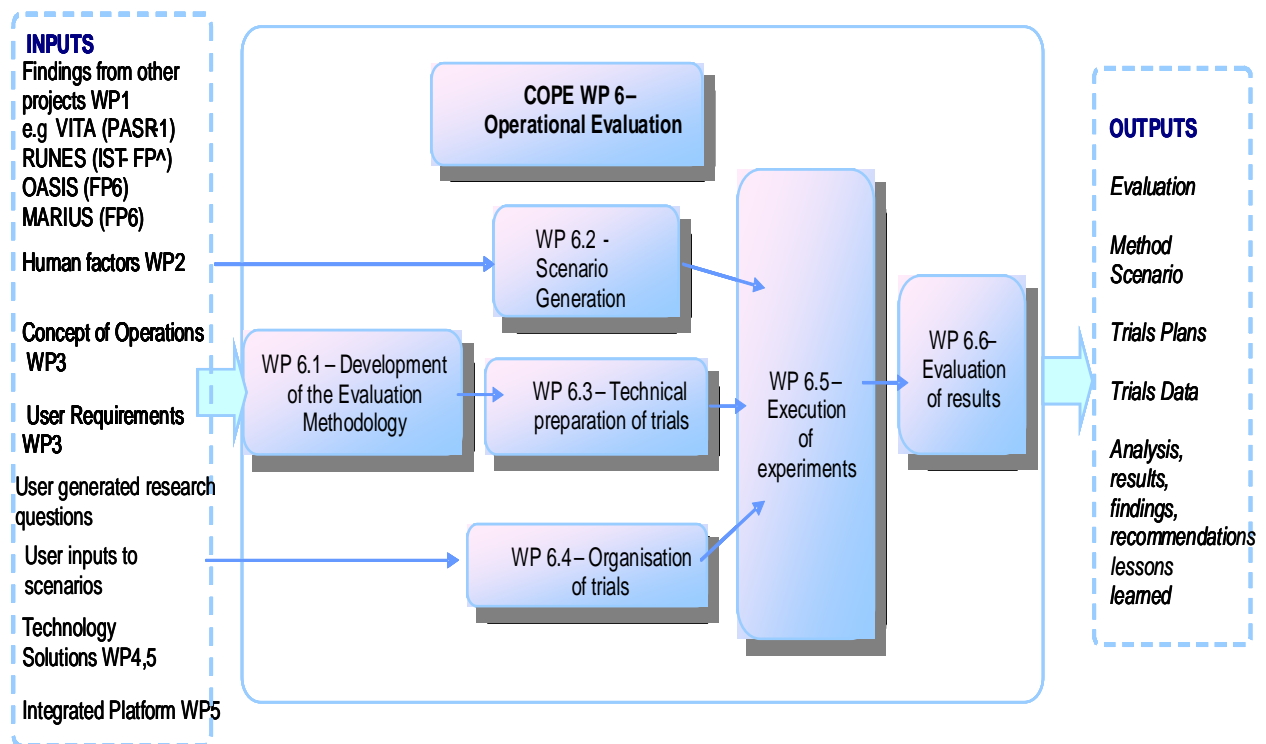 INPUTS
Findings from other
projects WP1
e.g VITA (PASR-1)
RUNES (IST- FP^)
OASIS (FP6)
MARIUS (FP6)
Human factors WP2
Concept of Operations
WP3
User Requirements
WP3
User generated research
questions
User inputs to
scenarios
Technology
Solutions WP4,5
Integrated Platform WP5
COPE WP 6–
Operational Evaluation
WP 6.1 – Development
of the Evaluation
Methodology
WP 6.2 -
Scenario
Generation
WP 6.3 – Technical
preparation of trials
WP 6.4 – Organisation
of trials
WP 6.5 –
Execution
of
experiments
WP 6.6–
Evaluation
of results
OUTPUTS
Evaluation
Method
Scenario
Trials Plans
Trials Data
Analysis,
results,
findings,
recommendations
lessons
learned